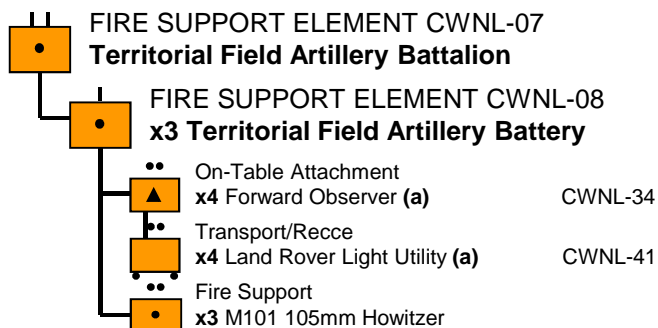 FIRE SUPPORT ELEMENT CWNL-07
Territorial Field Artillery Battalion
FIRE SUPPORT ELEMENT CWNL-08
x3 Territorial Field Artillery Battery
On-Table Attachment
x4 Forward Observer (a) CWNL-34
Transport/Recce
x4 Land Rover Light Utility (a) CWNL-41
Fire Support
x3 M101 105mm Howitzer